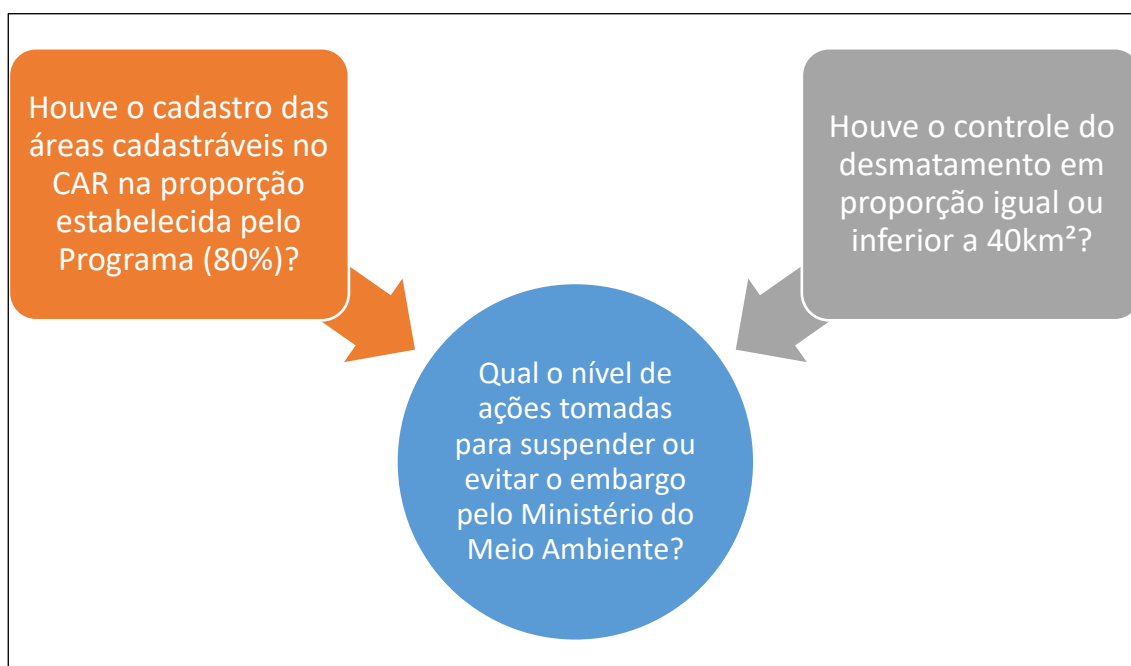 Houve o cadastro das
áreas cadastráveis no
CAR na proporção
estabelecida pelo
Programa (80%)?
Houve o controle do
desmatamento em
proporção igual ou
inferior a 40km²?
Qual o nível de
ações tomadas
para suspender ou
evitar o embargo
pelo Ministério do
Meio Ambiente?